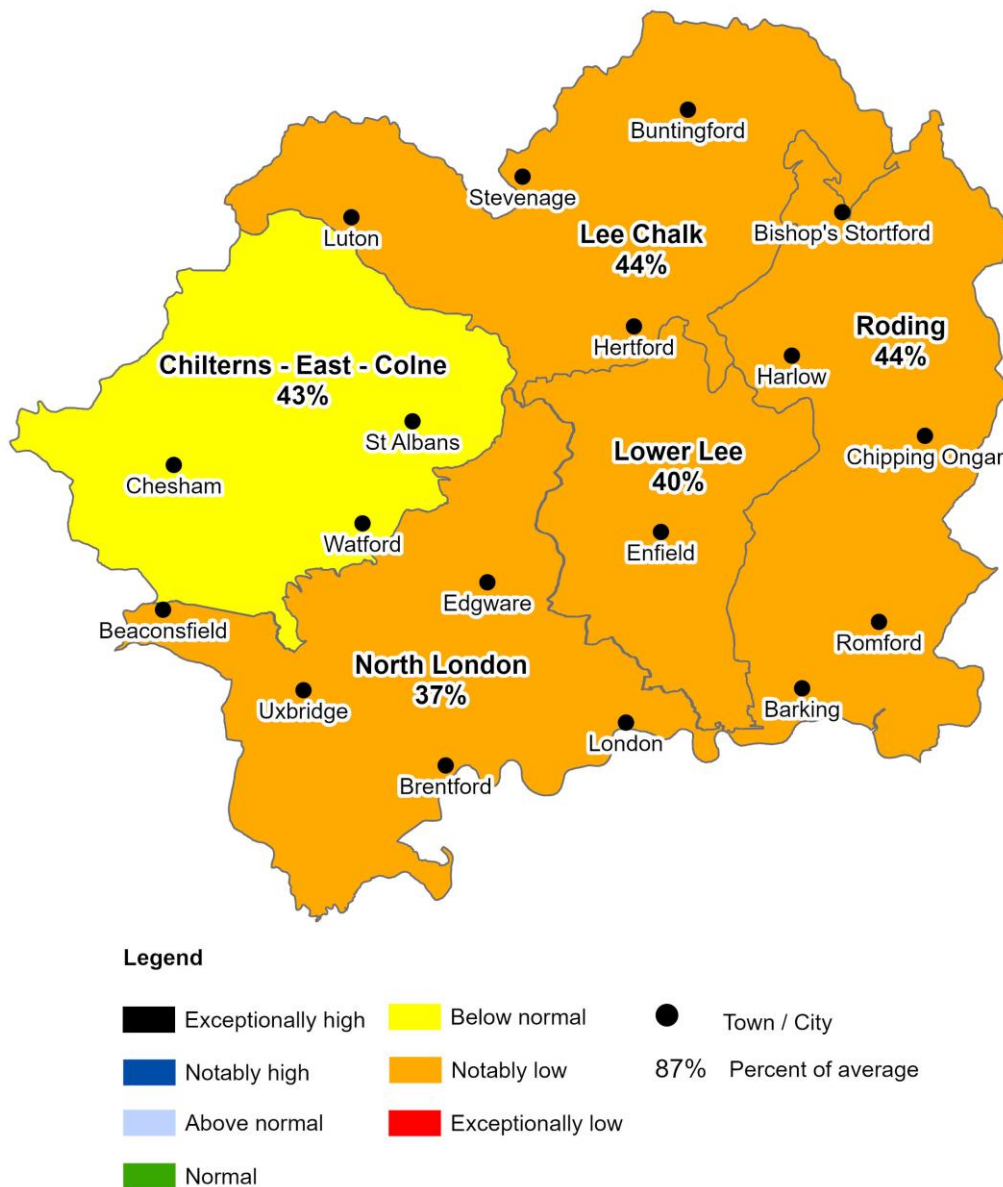 Buntingford
Stevenage
Luton
Lee Chalk
44%
Bishop's Stortford
Hertford
Roding
44%
Harlow
Chilterns - East - Colne
43%
St Albans
Chesham
Lower Lee
40%
Chipping Ongar
Watford
Enfield
Edgware
Beaconsfield
Romford
North London
37%
Uxbridge
Barking
London
Brentford
Legend
Exceptionally high
Below normal
Town / City
Notably high
Notably low
87% Percent of average
Above normal
Exceptionally low
Normal